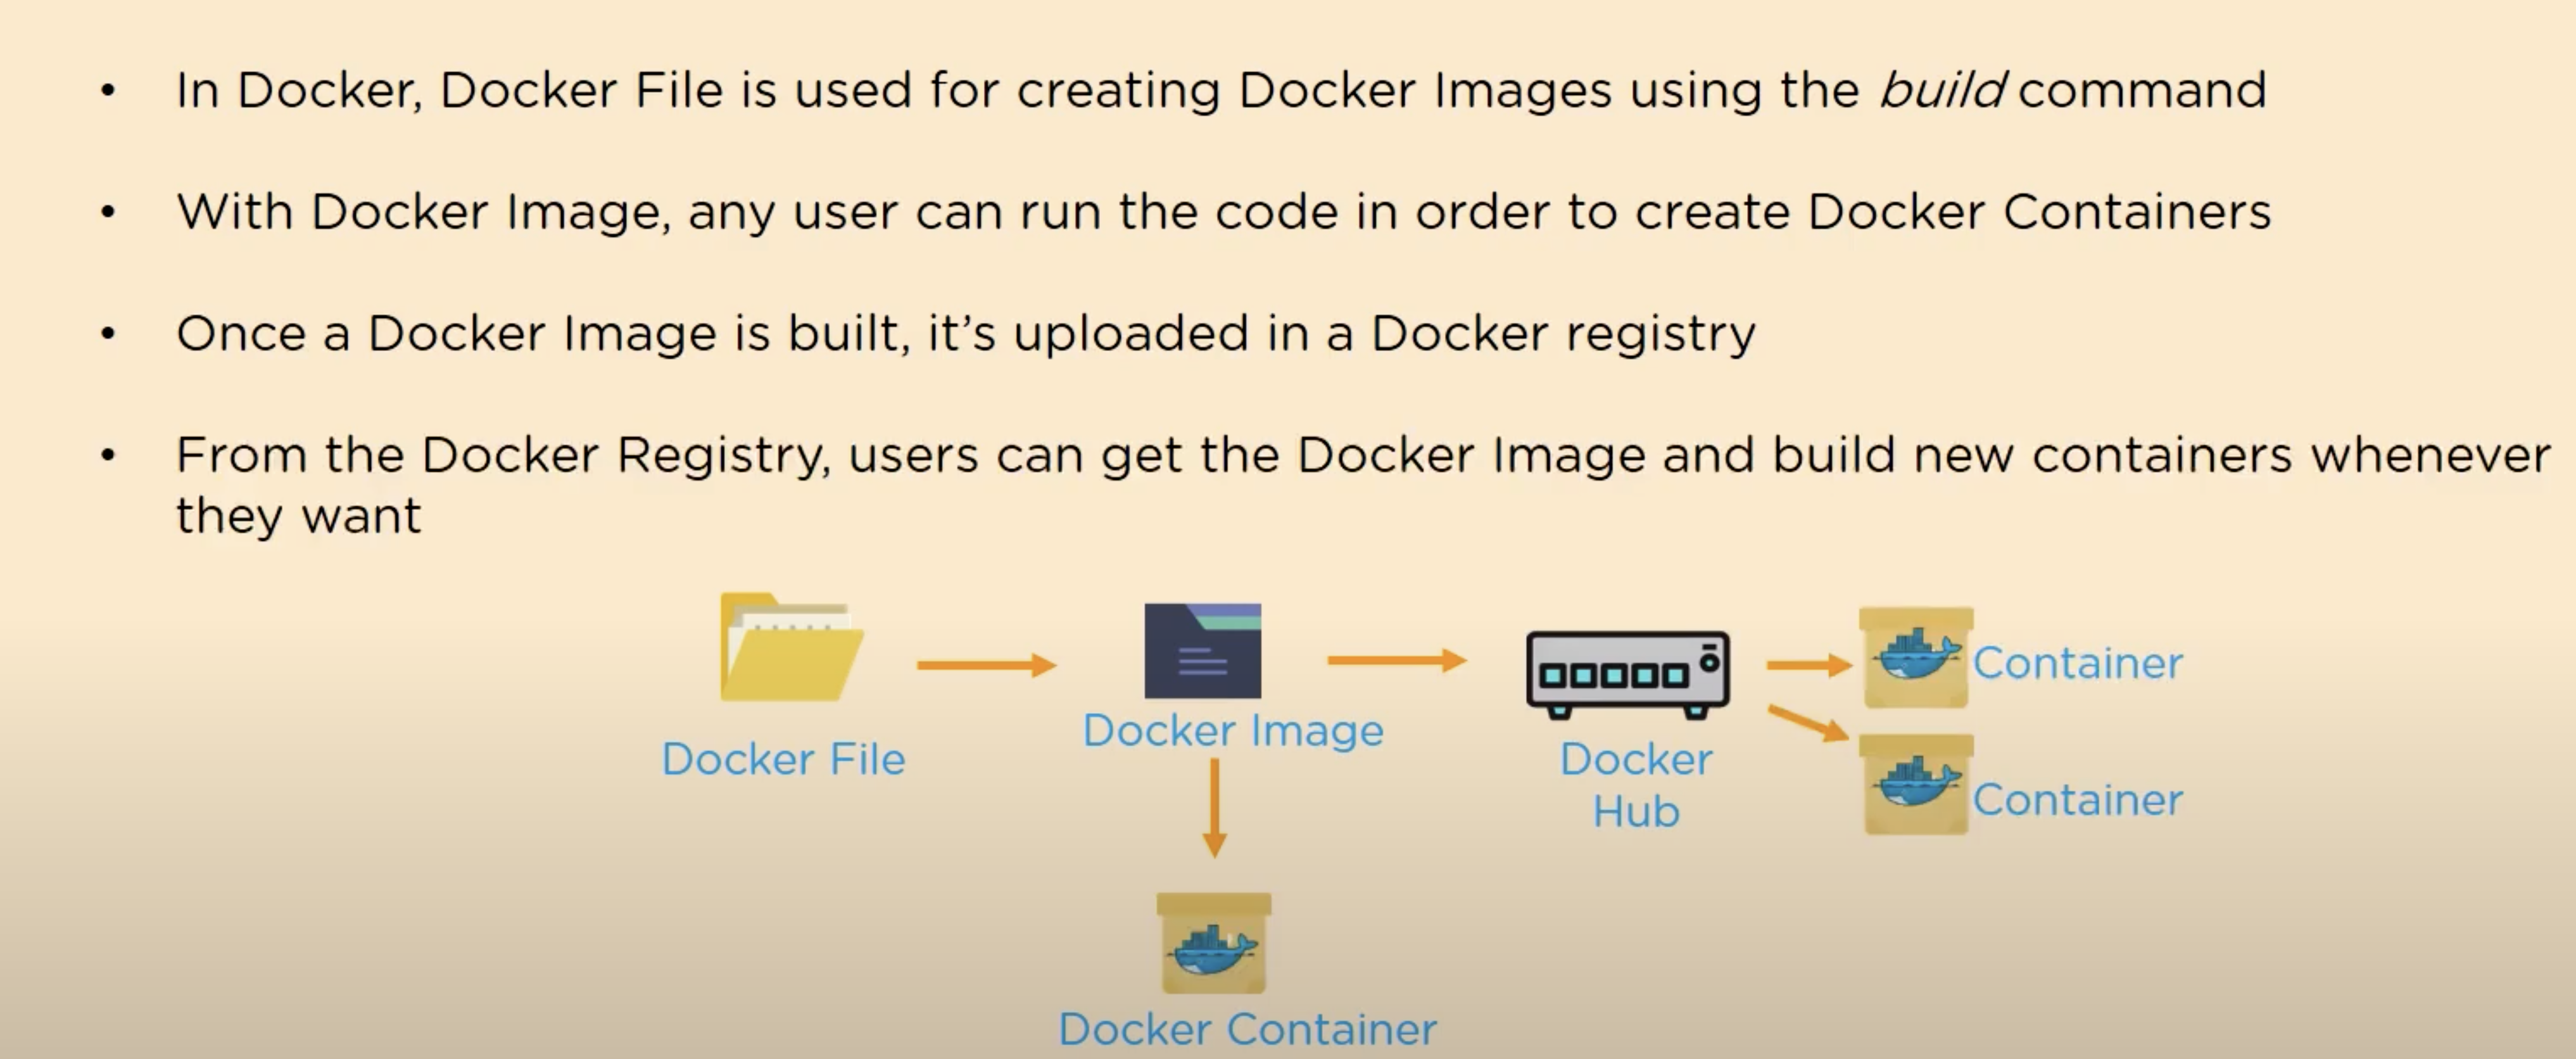 • In Docker, Docker File is used for creating Docker Images using the build command
• With Docker Image, any user can run the code in order to create Docker Containers
• Once a Docker Image is built, it’s uploaded in a Docker registry
• From the Docker Registry, users can get the Docker Image and build new containers whenever
they want
Docker File
Docker Image
Docker
Hub
Container
Container
Docker Container